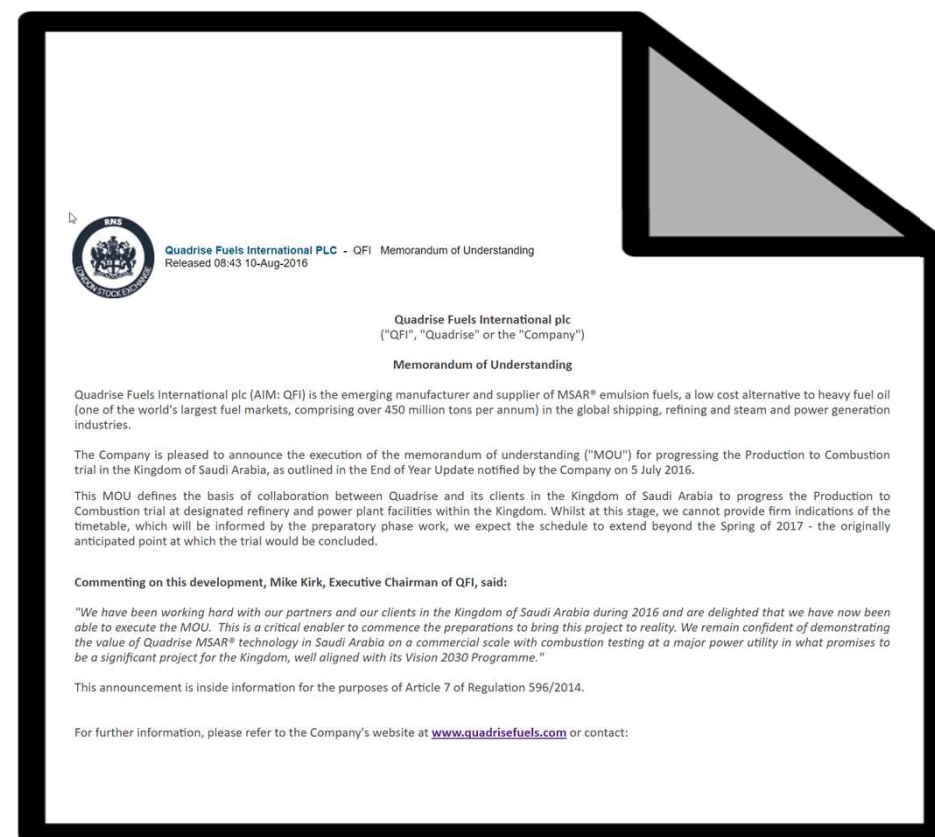 RNS
LONDON STOCK EXCHANGE
Quadrise Fuels International PLC - QFI Memorandum of Understanding
Released 08:43 10-Aug-2016
Quadrise Fuels International plc
("QFI", "Quadrise" or the "Company")
Memorandum of Understanding
Quadrise Fuels International plc (AIM: QFI) is the emerging manufacturer and supplier of MSAR® emulsion fuels, a low cost alternative to heavy fuel oil
(one of the world's largest fuel markets, comprising over 450 million tons per annum) in the global shipping, refining and steam and power generation
industries.
The Company is pleased to announce the execution of the memorandum of understanding ("MOU") for progressing the Production to Combustion
trial in the Kingdom of Saudi Arabia, as outlined in the End of Year Update notified by the Company on 5 July 2016.
This MOU defines the basis of collaboration between Quadrise and its clients in the Kingdom of Saudi Arabia to progress the Production to
Combustion trial at designated refinery and power plant facilities within the Kingdom. Whilst at this stage, we cannot provide firm indications of the
timetable, which will be informed by the preparatory phase work, we expect the schedule to extend beyond the Spring of 2017 - the originally
anticipated point at which the trial would be concluded.
Commenting on this development, Mike Kirk, Executive Chairman of QFI, said:
"We have been working hard with our partners and our clients in the Kingdom of Saudi Arabia during 2016 and are delighted that we have now been
able to execute the MOU. This is a critical enabler to commence the preparations to bring this project to reality. We remain confident of demonstrating
the value of Quadrise MSAR® technology in Saudi Arabia on a commercial scale with combustion testing at a major power utility in what promises to
be a significant project for the Kingdom, well aligned with its Vision 2030 Programme."
This announcement is inside information for the purposes of Article 7 of Regulation 596/2014.
For further information, please refer to the Company's website at www.quadrisefuels.com or contact: